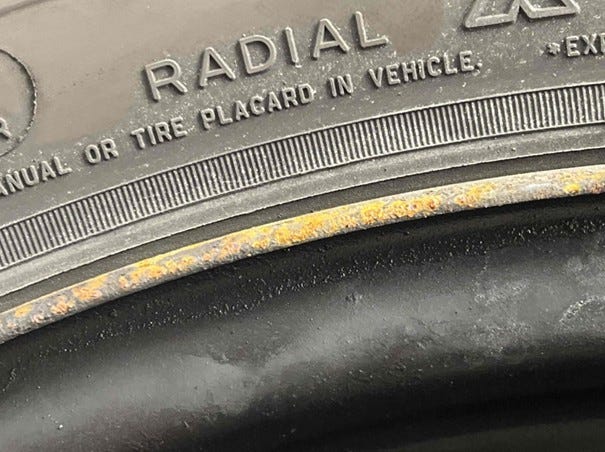 RADIAL
ANUAL OR TIRE PLACARD IN VEHICLE.